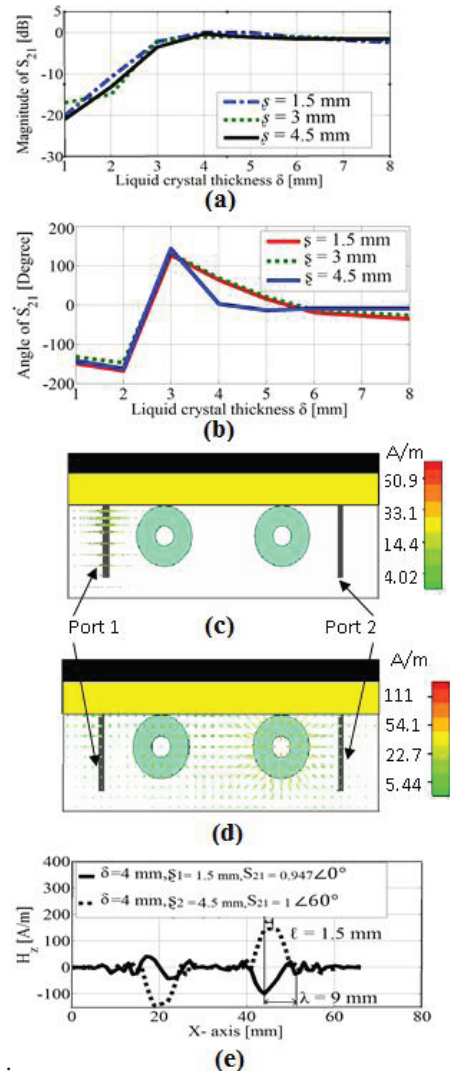 0
-10
-20
-30
Magnitude of S21 [dB]
s = 1.5 mm
s = 3 mm
s = 4.5 mm
1 2 3 4 5 6 7 8
Liquid crystal thickness δ [mm]
(a)
200
100
0
-100
-200
Angle of S21 [Degree]
s = 1.5 mm
s = 3 mm
s = 4.5 mm
1 2 3 4 5 6 7 8
Liquid crystal thickness δ [mm]
(b)
A/m
50.9
33.1
14.4
4.02
(c)
Port 1
Port 2
A/m
111
54.1
22.7
5.44
(d)
400
300
200
100
0
-100
Hz [A/m]
δ=4 mm,s1= 1.5 mm,S21= 0.947∠0°
δ=4 mm,s2= 4.5 mm,S21= 1 ∠60°
ℓ = 1.5 mm
λ = 9 mm
0 20 40 60 80
X- axis [mm]
(e)
.